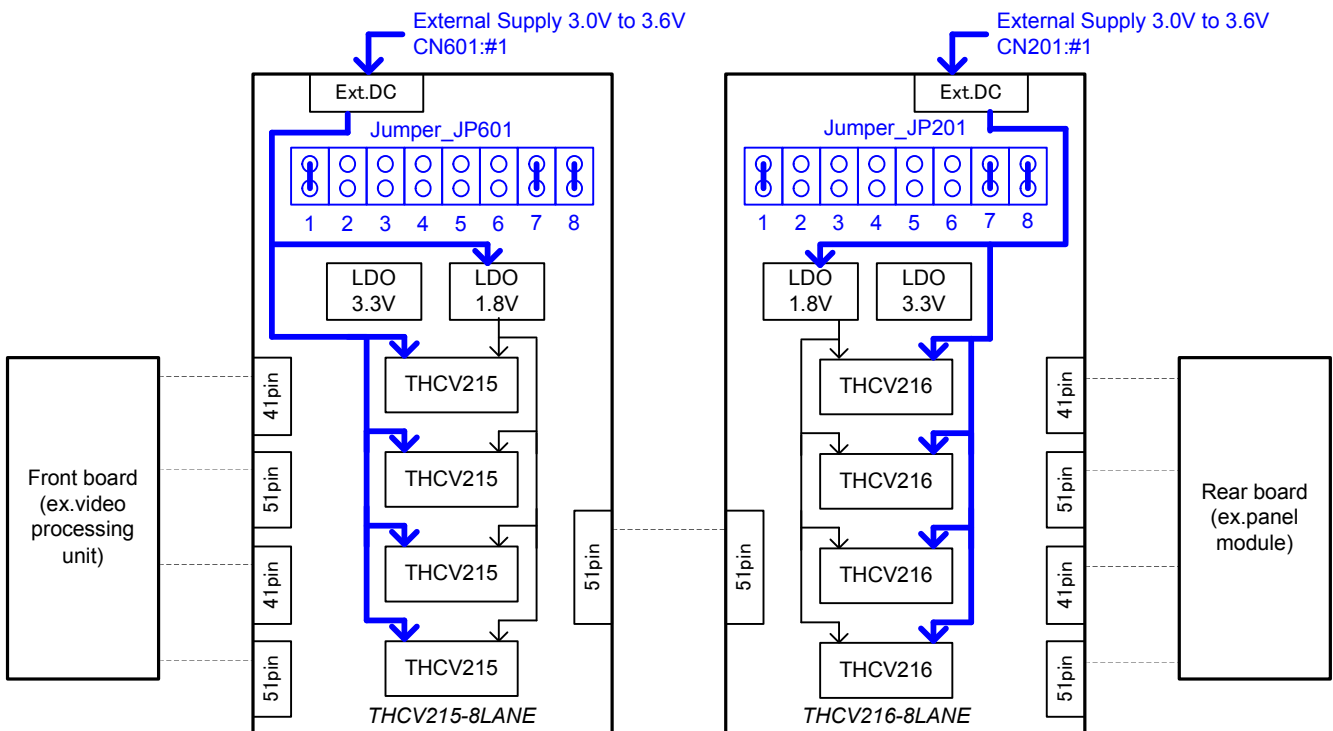 External Supply 3.0V to 3.6V
CN601:#1
External Supply 3.0V to 3.6V
CN201:#1
Ext.DC
Ext.DC
Jumper_JP601
Jumper_JP201
1 2 3 4 5 6 7 8
1 2 3 4 5 6 7 8
LDO
3.3V
LDO
1.8V
LDO
1.8V
LDO
3.3V
Front board
(ex.video
processing
unit)
41pin
51pin
41pin
51pin
THCV215
THCV215
THCV215
THCV215
51pin
THCV215-8LANE
51pin
THCV216
THCV216
THCV216
THCV216
41pin
51pin
41pin
51pin
THCV216-8LANE
Rear board
(ex.panel
module)